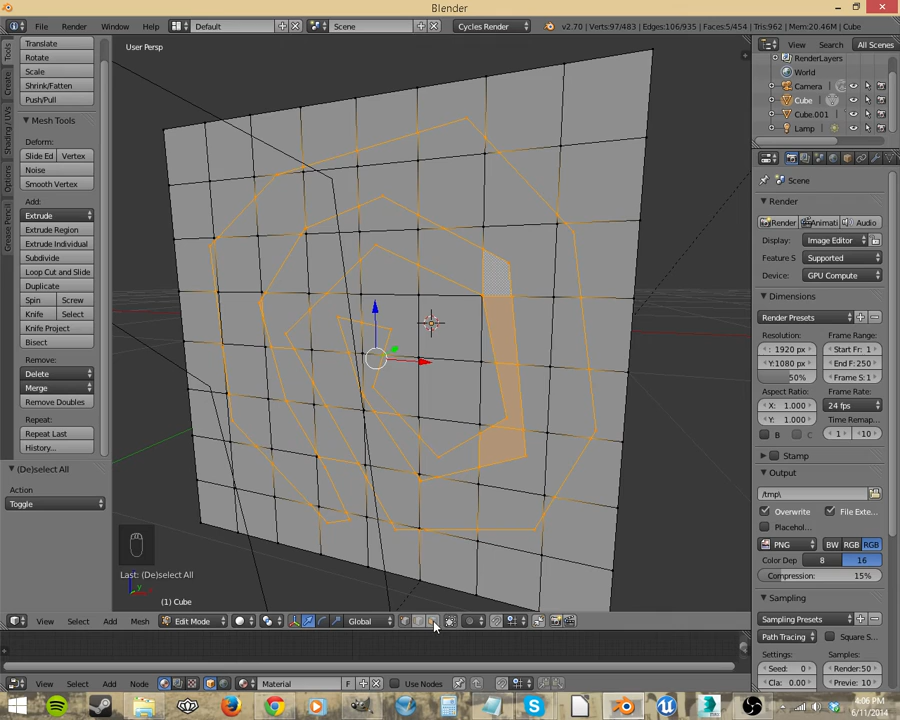 Blender
File Render Window Help Default Scene Cycles Render v2.70 | Verts:97/483 | Edges:106/935 | Faces:5/454 | Tris:962 | Mem:20.46M | Cube
Tools
Create
Shading / UVs
Options
Grease Pencil
Translate
Rotate
Scale
Shrink/Fatten
Push/Pull
Mesh Tools
Deform:
Slide Ed Vertex
Noise
Smooth Vertex
Add:
Extrude
Extrude Region
Extrude Individual
Subdivide
Loop Cut and Slide
Duplicate
Spin Screw
Knife Select
Knife Project
Bisect
Remove:
Delete
Merge
Remove Doubles
Repeat:
Repeat Last
History...
(De)select All
Action
Toggle
User Persp
Last: (De)select All
(1) Cube
View Select Add Mesh Edit Mode Global
View Select Add Node Material F Use Nodes
View Search All Scenes
RenderLayers
World
Camera
Cube
Cube.001
Lamp
Scene
Render
Render Animati Audio
Display: Image Editor
Feature S Supported
Device: GPU Compute
Dimensions
Render Presets
Resolution: Frame Range:
: 1920 px Start Fr: 1
Y:1080 px End F: 250
50% Frame S:1
Aspect Ratio: Frame Rate:
X: 1.000 24 fps
Y: 1.000 Time Remap..
B C 1 10
Stamp
Output
/tmp\
Overwrite File Exte...
Placehol...
PNG BW RGB RGB
Color Dep 8 16
Compression: 15%
Sampling
Sampling Presets
Path Tracing Square S...
Settings: Samples:
Seed: 0 Render:50
Cla: 0.00 Previe: 10
4:06 PM
6/11/2014